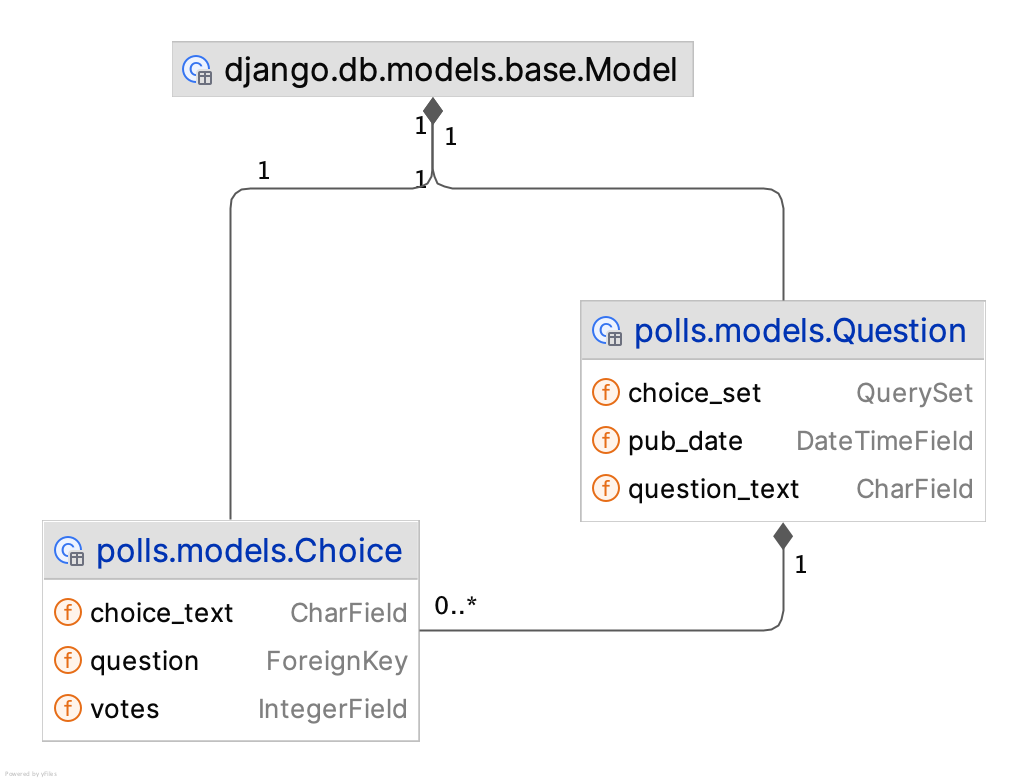 django.db.models.base.Model
1
1
1
1
polls.models.Question
choice_set QuerySet
pub_date DateTimeField
question_text CharField
1
polls.models.Choice
choice_text CharField
question ForeignKey
votes IntegerField
0..*
Powered by yFiles